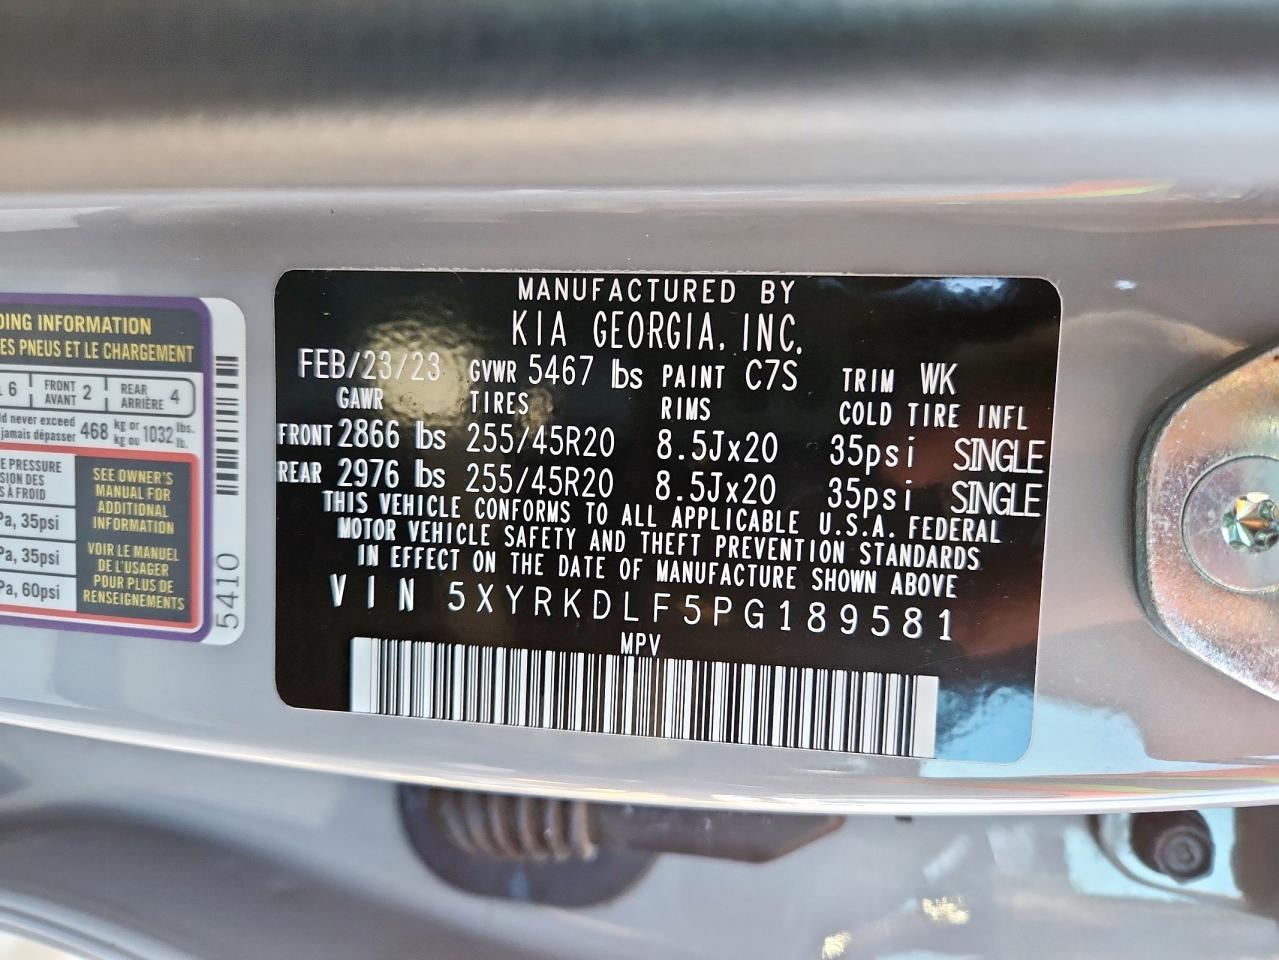 MANUFACTURED BY
KIA GEORGIA, INC.
FEB/23/23 GVWR 5467 lbs PAINT C7S TRIM WK
GAWR TIRES RIMS COLD TIRE INFL
FRONT 2866 lbs 255/45R20 8.5Jx20 35psi SINGLE
REAR 2976 lbs 255/45R20 8.5Jx20 35psi SINGLE
THIS VEHICLE CONFORMS TO ALL APPLICABLE U.S.A. FEDERAL
MOTOR VEHICLE SAFETY AND THEFT PREVENTION STANDARDS
IN EFFECT ON THE DATE OF MANUFACTURE SHOWN ABOVE
VIN 5XYRKDLF5PG189581
MPV
DING INFORMATION
ES PNEUS ET LE CHARGEMENT
6 FRONT AVANT 2 REAR ARRIÈRE 4
d never exceed
jamais dépasser 468 kg or kg ou 1032 lbs. lb.
E PRESSURE
SION DES
S À FROID
Pa, 35psi
Pa, 35psi
Pa, 60psi
SEE OWNER'S
MANUAL FOR
ADDITIONAL
INFORMATION
VOIR LE MANUEL
DE L'USAGER
POUR PLUS DE
RENSEIGNEMENTS
5410